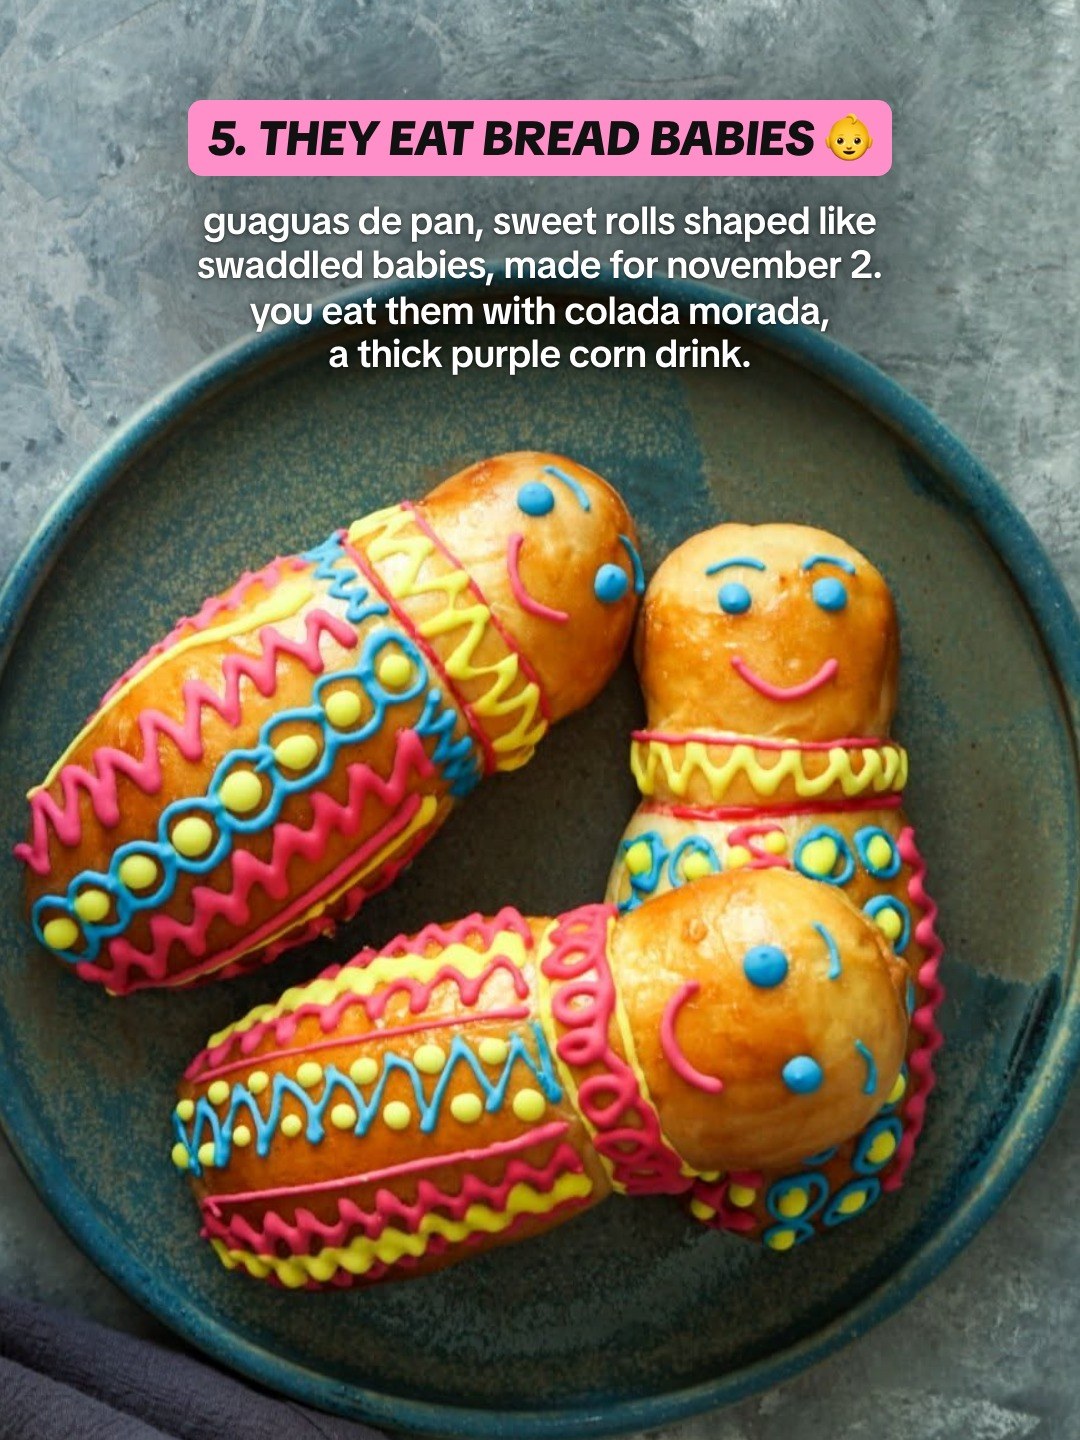 5. THEY EAT BREAD BABIES 👶
guaguas de pan, sweet rolls shaped like
swaddled babies, made for november 2.
you eat them with colada morada,
a thick purple corn drink.